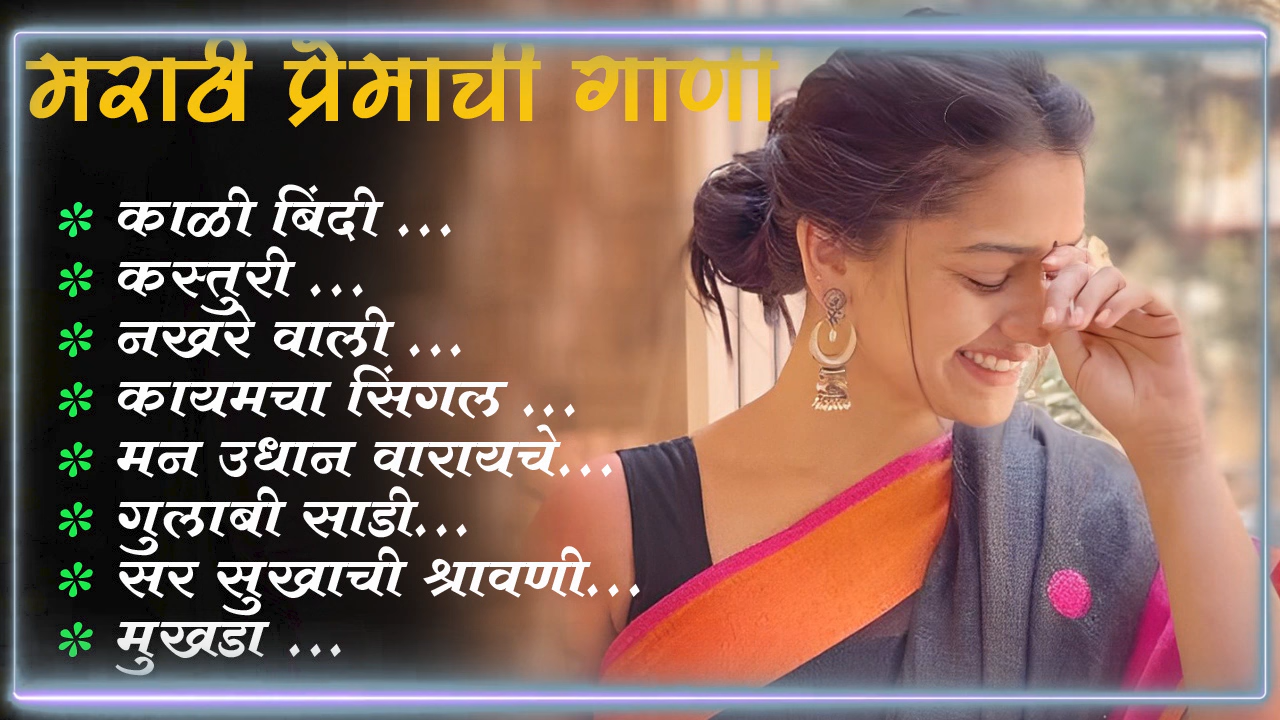 मराठी प्रेमाची गाणी
काळी बिंदी ...
कस्तुरी ...
नखरे वाली ...
कायमचा सिंगल ...
मन उधान वारायचे...
गुलाबी साडी...
सर सुखाची श्रावणी...
मुखडा ...